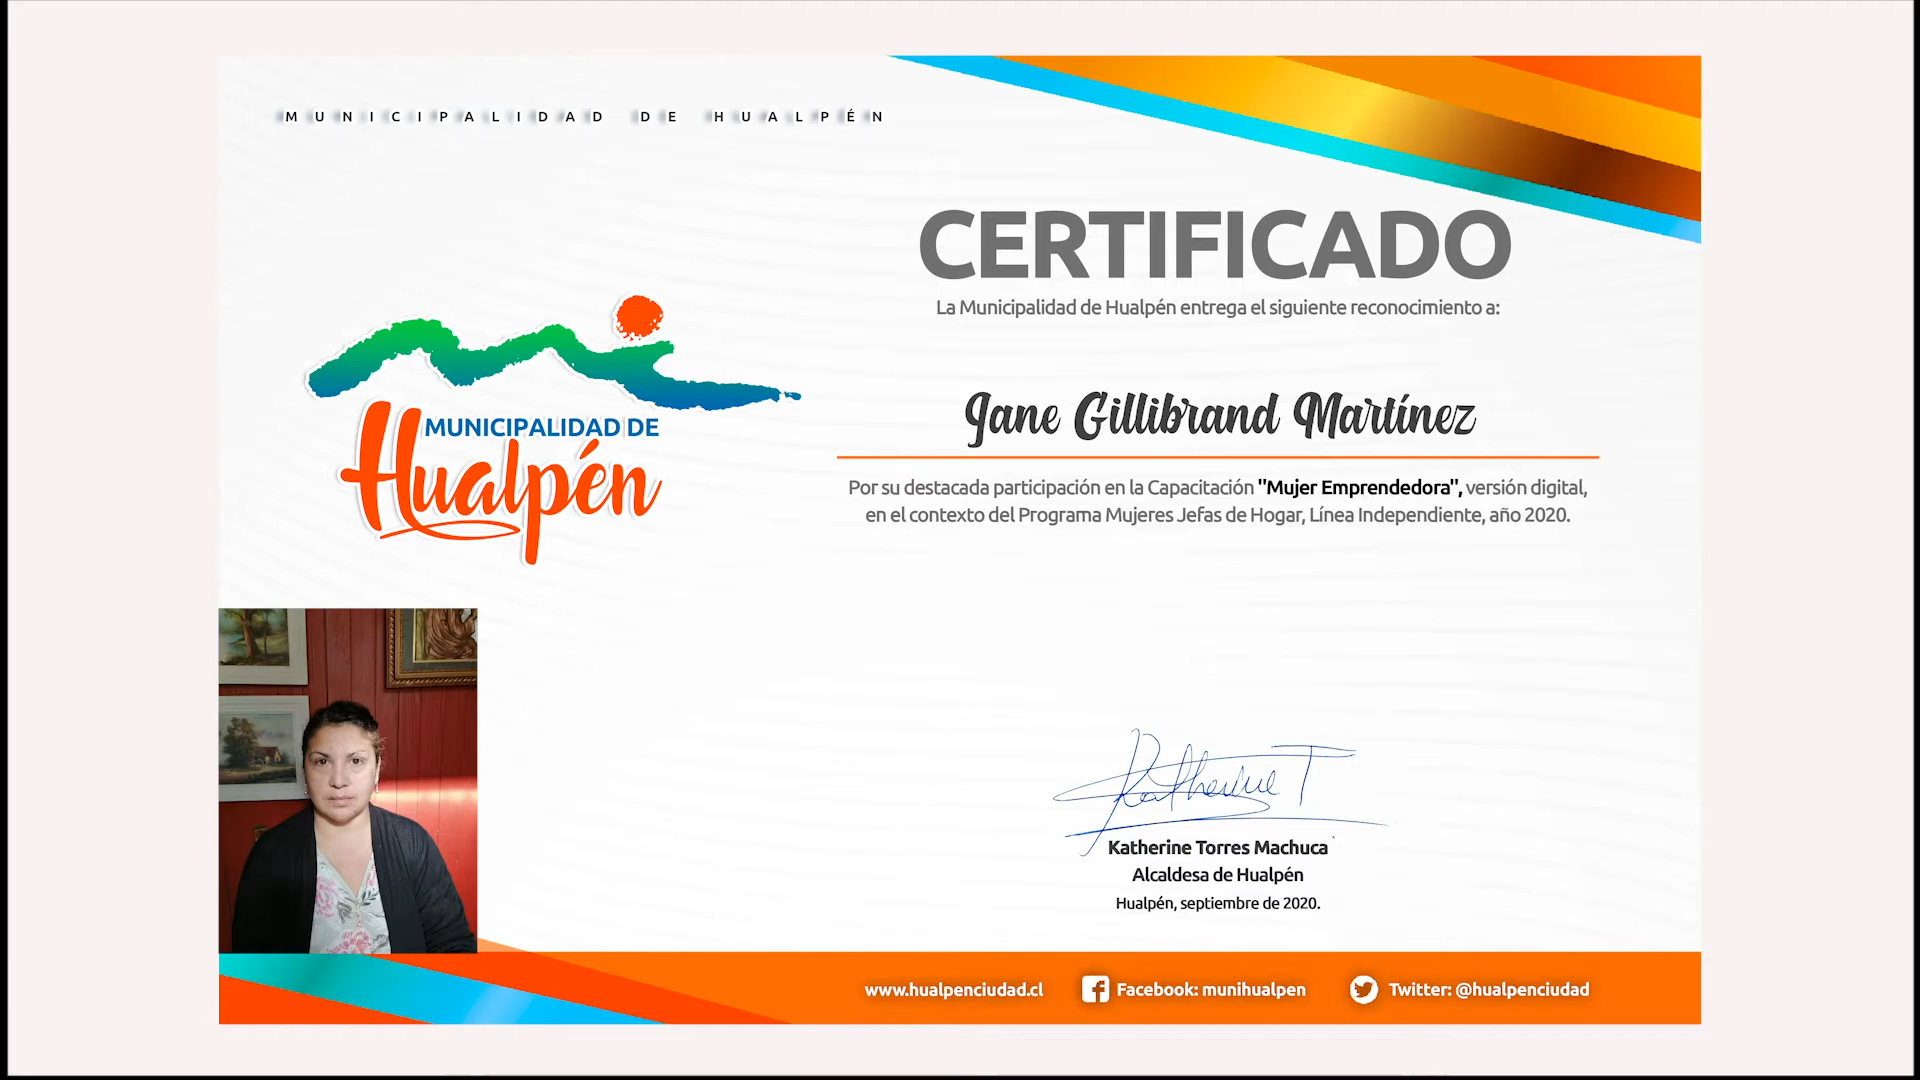 MUNICIPALIDAD DE HUALPÉN
CERTIFICADO
La Municipalidad de Hualpén entrega el siguiente reconocimiento a:
MUNICIPALIDAD DE
Hualpén
Jane Gillibrand Martínez
Por su destacada participación en la Capacitación "Mujer Emprendedora", versión digital,
en el contexto del Programa Mujeres Jefas de Hogar, Línea Independiente, año 2020.
Katherine T
Katherine Torres Machuca
Alcaldesa de Hualpén
Hualpén, septiembre de 2020.
www.hualpenciudad.cl Facebook: munihualpen Twitter: @hualpenciudad